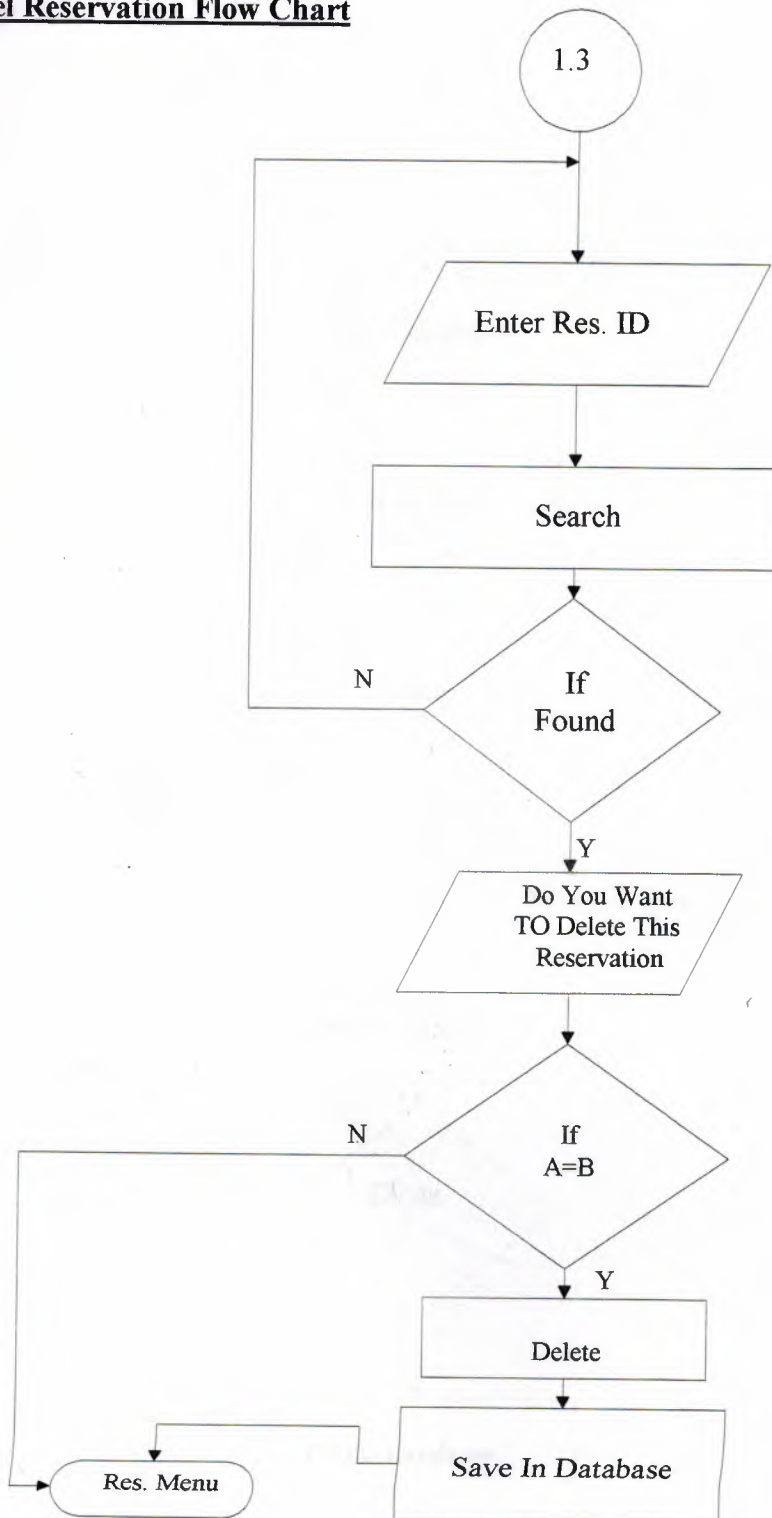 el Reservation Flow Chart
1.3
Enter Res. ID
Search
If
Found
N
Y
Do You Want
TO Delete This
Reservation
If
A=B
N
Y
Delete
Save In Database
Res. Menu